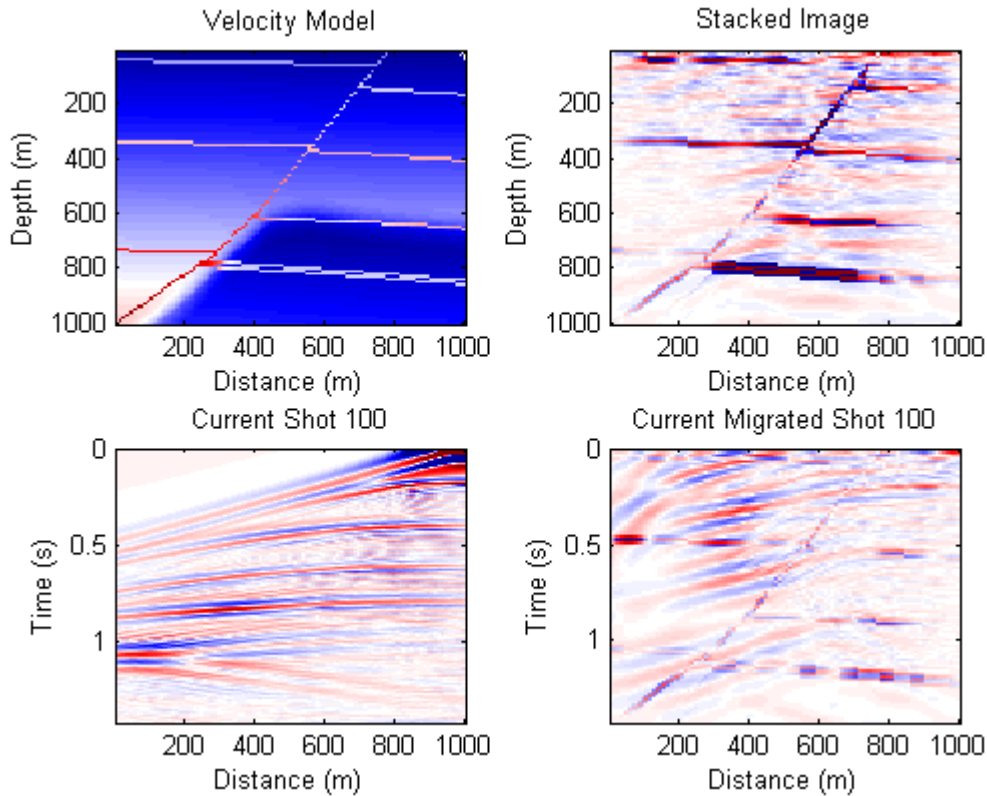 Velocity Model
Depth (m)
200
400
600
800
1000
200 400 600 800 1000
Distance (m)
Stacked Image
Depth (m)
200
400
600
800
1000
200 400 600 800 1000
Distance (m)
Current Shot 100
Time (s)
0
0.5
1
200 400 600 800 1000
Distance (m)
Current Migrated Shot 100
Time (s)
0
0.5
1
200 400 600 800 1000
Distance (m)